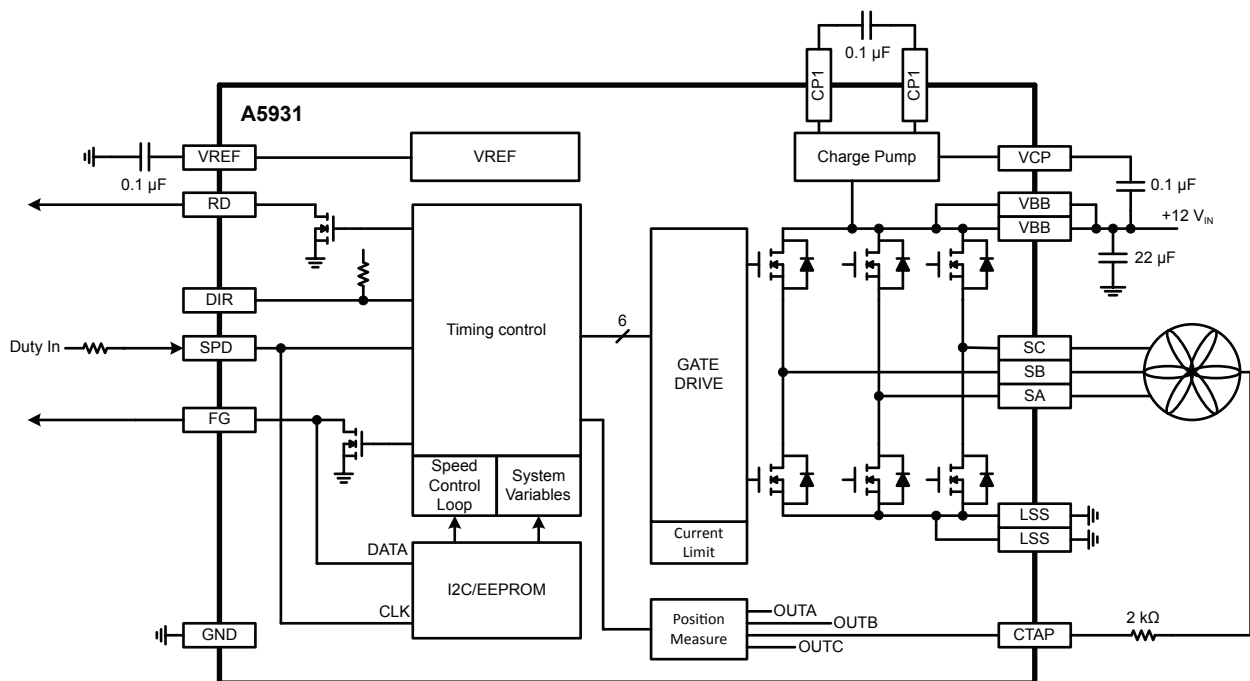 0.1 µF
CP1
CP1
A5931
VREF
VREF
Charge Pump
VCP
0.1 µF
0.1 µF
RD
VBB
VBB
+12 VIN
22 µF
DIR
Timing control
6
GATE
DRIVE
Duty In
SPD
SC
SB
SA
FG
Speed
Control
Loop
System
Variables
LSS
LSS
Current
Limit
DATA
I2C/EEPROM
CLK
Position
Measure
OUTA
OUTB
OUTC
GND
CTAP
2 kΩ